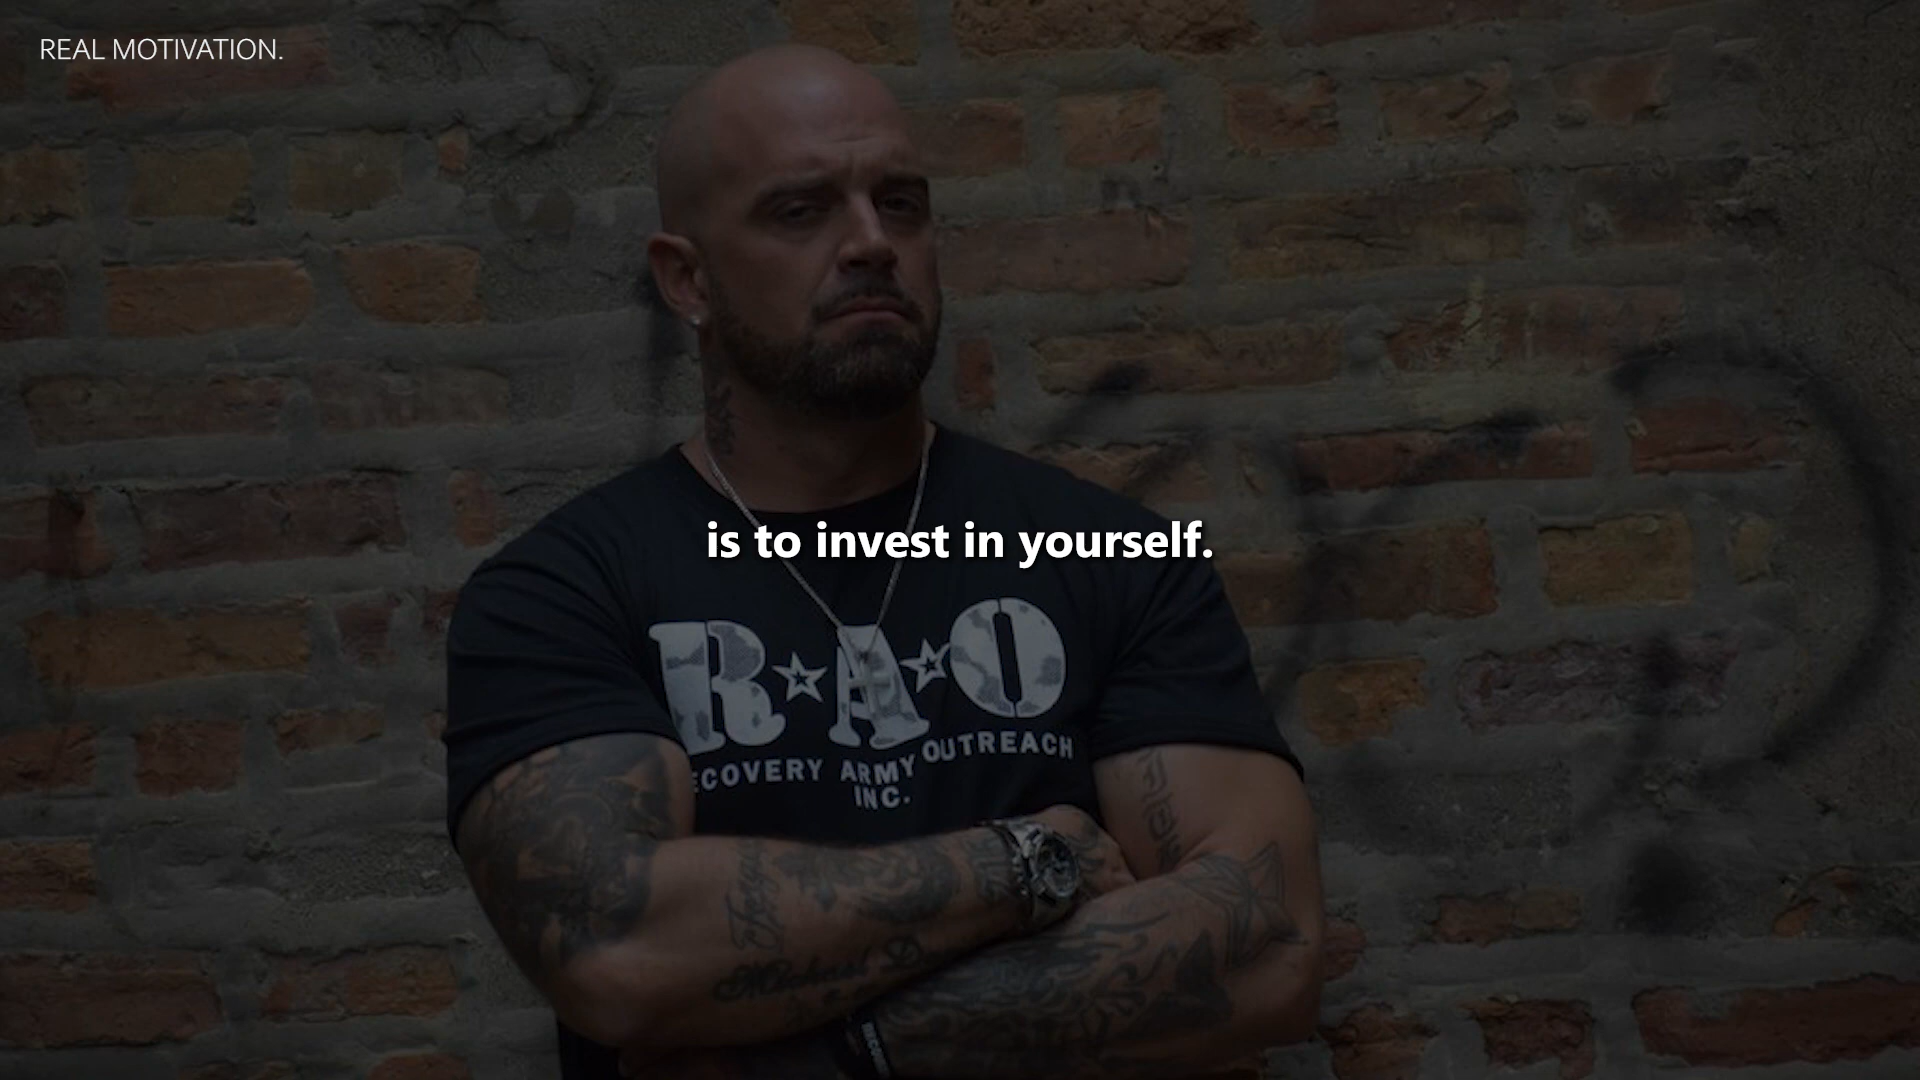 REAL MOTIVATION.
is to invest in yourself.
R★A★O
ECOVERY ARMY OUTREACH
INC.